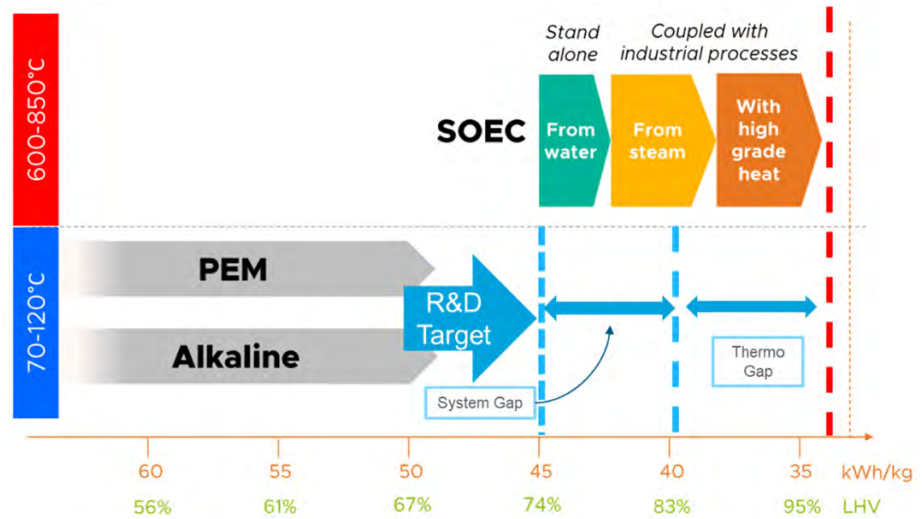 600-850°C
Stand
alone
Coupled with
industrial processes
SOEC
From
water
From
steam
With
high
grade
heat
70-120°C
PEM
Alkaline
R&D
Target
System Gap
Thermo
Gap
60 55 50 45 40 35 kWh/kg
56% 61% 67% 74% 83% 95% LHV